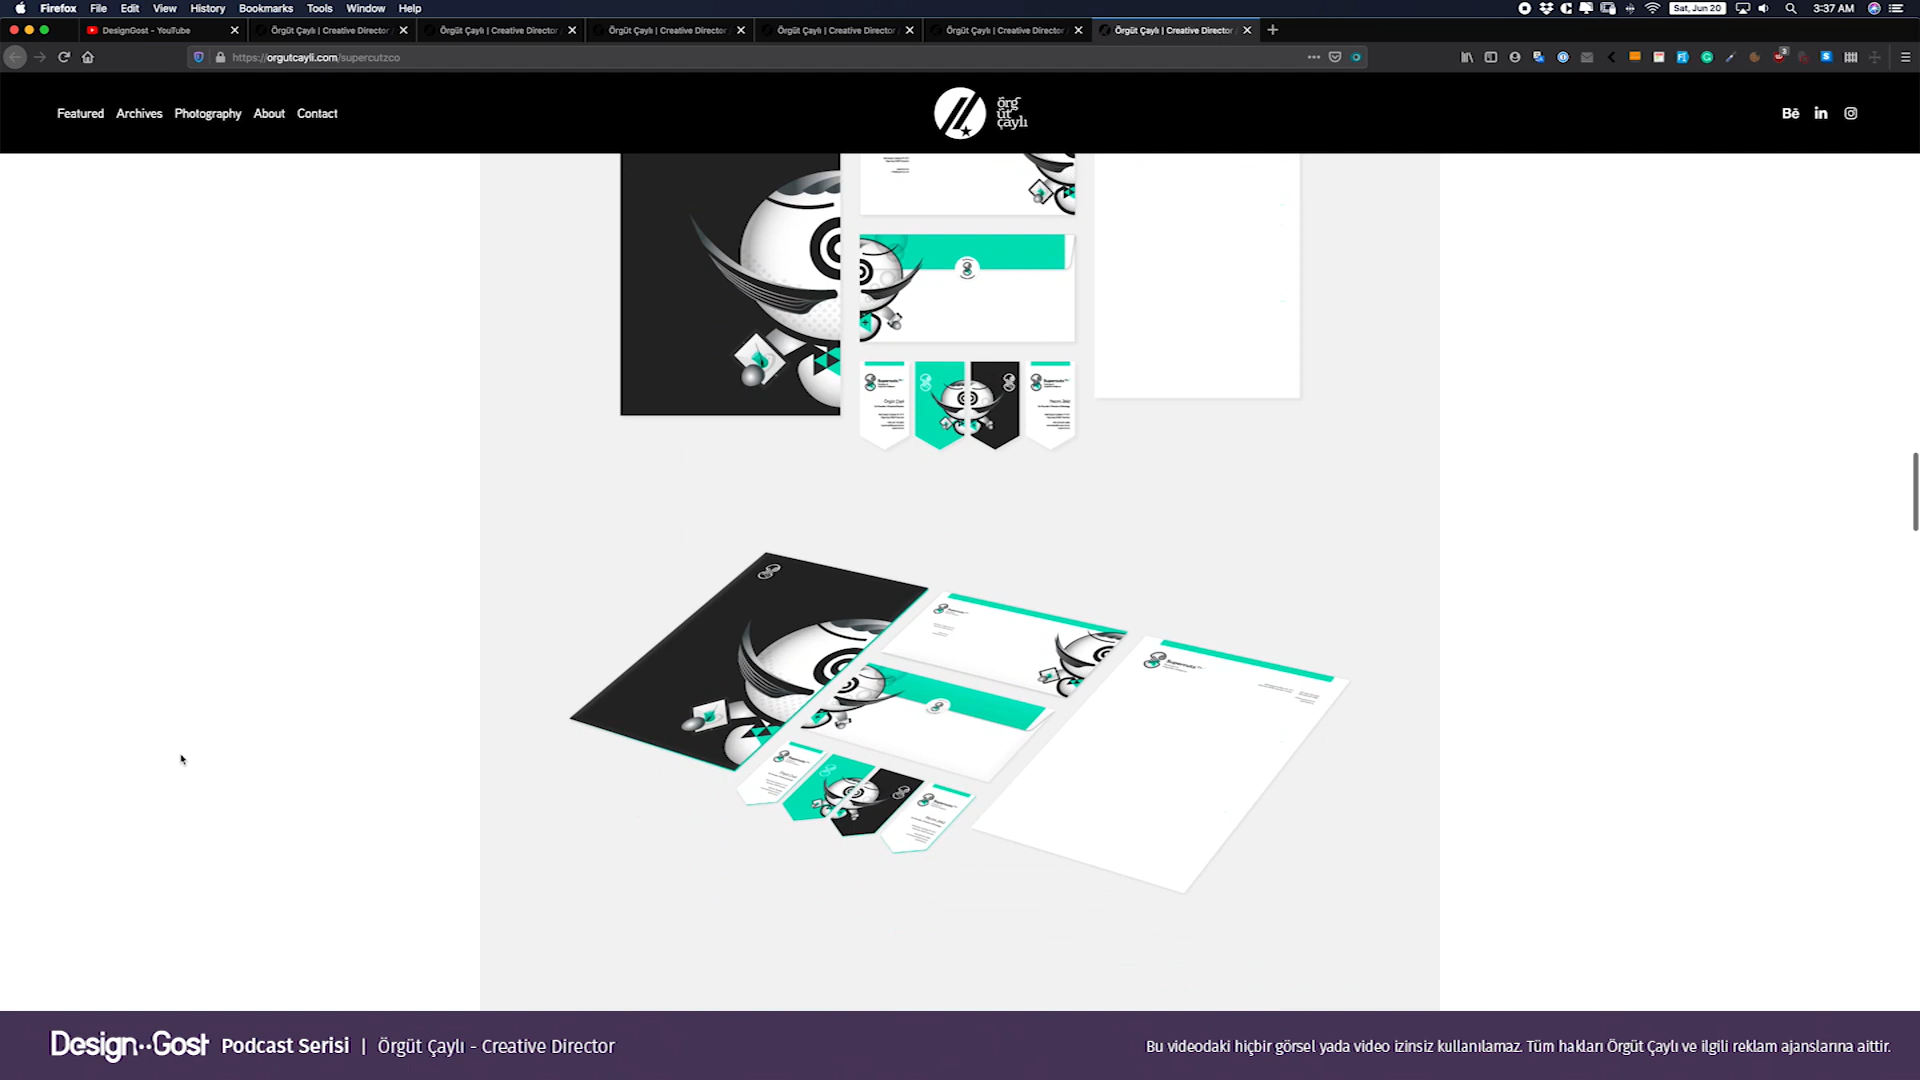 Firefox File Edit View History Bookmarks Tools Window Help
Sat, Jun 20 3:37 AM
DesignGost - YouTube
Örgüt Çaylı | Creative Director
Örgüt Çaylı | Creative Director
Örgüt Çaylı | Creative Director
Örgüt Çaylı | Creative Director
Örgüt Çaylı | Creative Director
Örgüt Çaylı | Creative Director
https://orgutcayli.com/supercutzco
3
Featured Archives Photography About Contact
örg
üt
çaylı
Bē in
Örgüt Çaylı
Design··Gost Podcast Serisi | Örgüt Çaylı - Creative Director
Bu videodaki hiçbir görsel yada video izinsiz kullanılamaz. Tüm hakları Örgüt Çaylı ve ilgili reklam ajanslarına aittir.